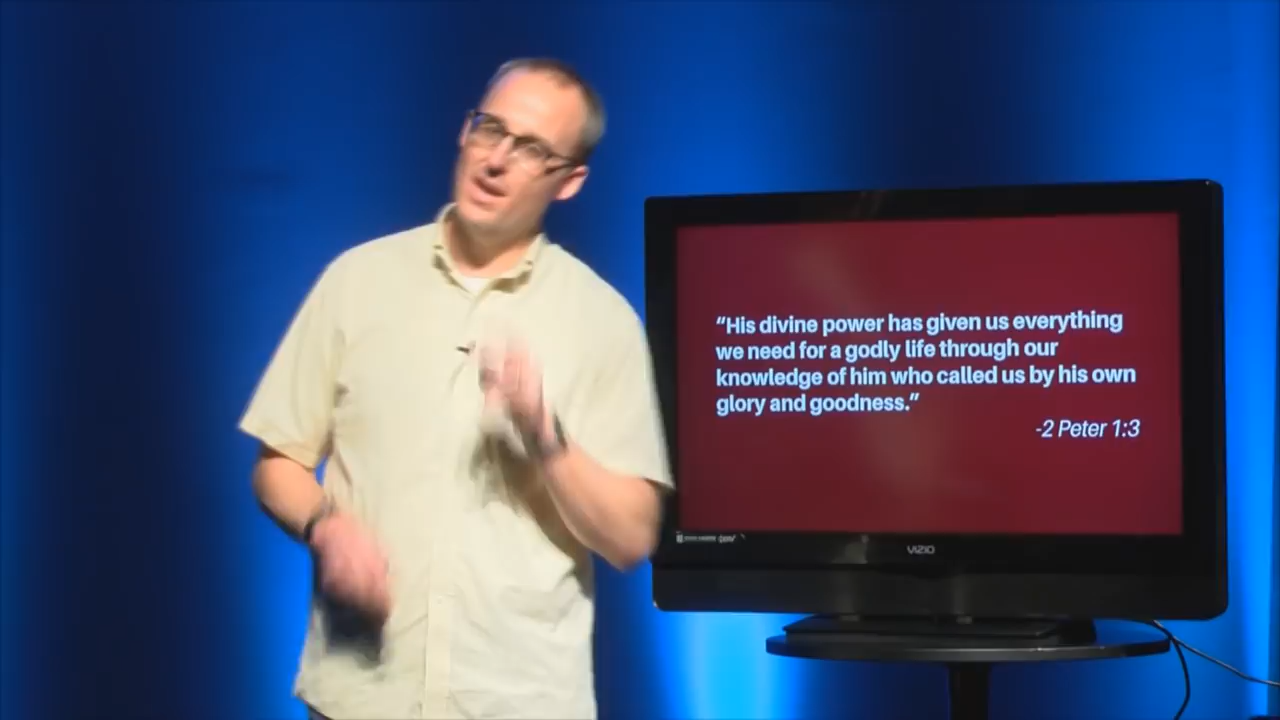 “His divine power has given us everything
we need for a godly life through our
knowledge of him who called us by his own
glory and goodness.”
-2 Peter 1:3
VIZIO